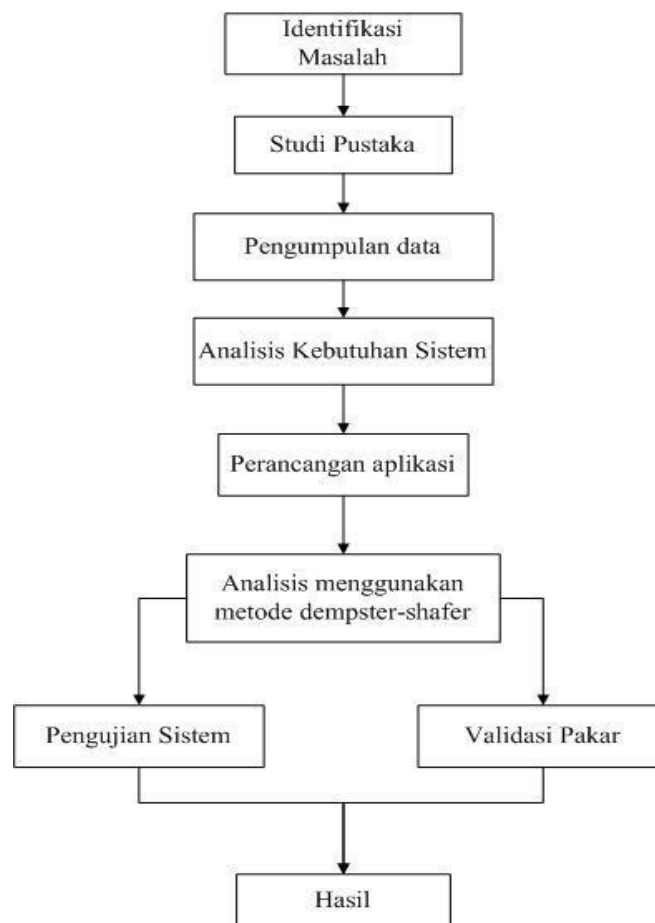 Identifikasi
Masalah
Studi Pustaka
Pengumpulan data
Analisis Kebutuhan Sistem
Perancangan aplikasi
Analisis menggunakan
metode dempster-shafer
Pengujian Sistem
Validasi Pakar
Hasil